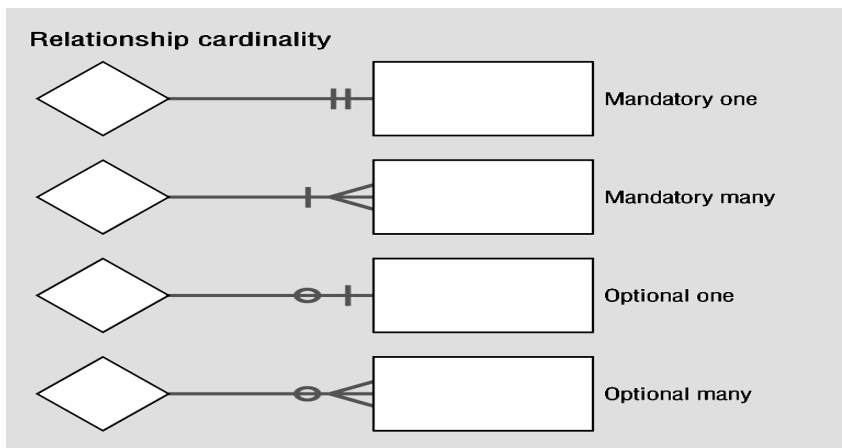 Relationship cardinality
Mandatory one
Mandatory many
Optional one
Optional many